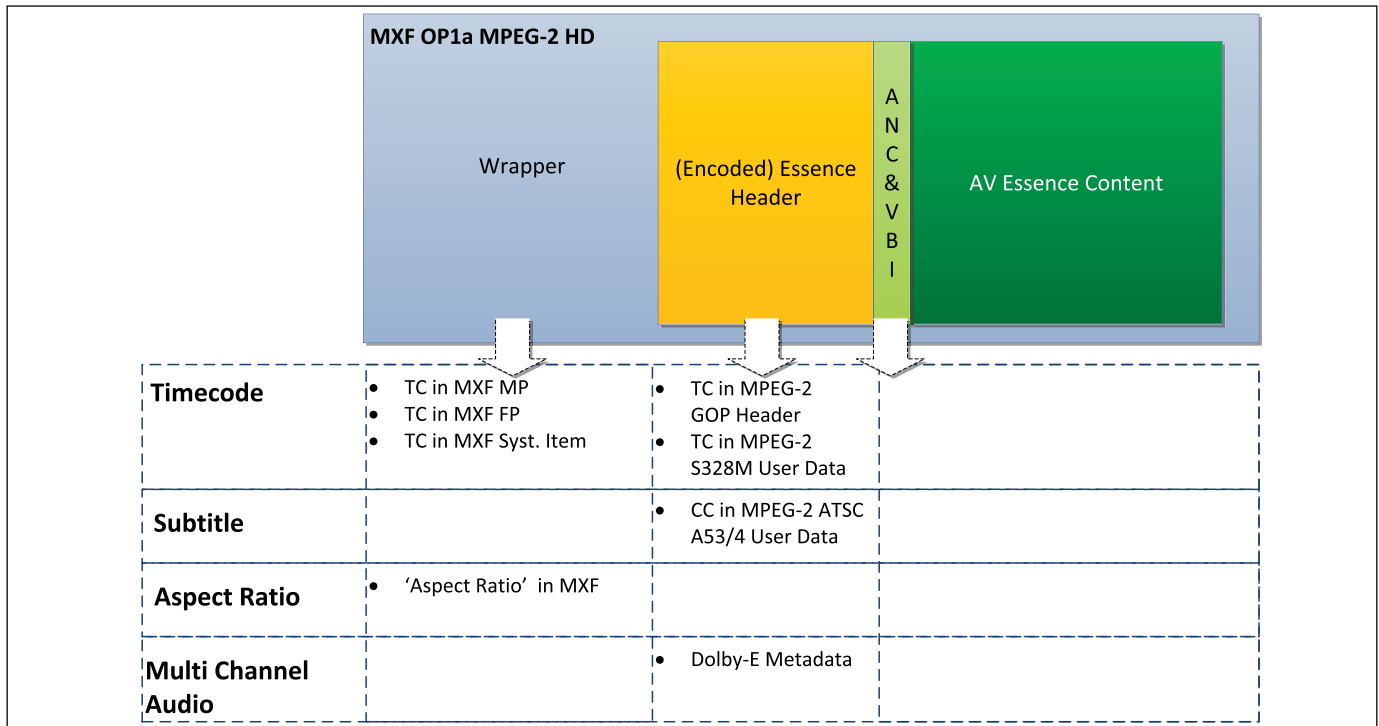 MXF OP1a MPEG-2 HD
Wrapper
(Encoded) Essence
Header
A
N
C
&
V
B
I
AV Essence Content
Timecode
• TC in MXF MP
• TC in MXF FP
• TC in MXF Syst. Item
• TC in MPEG-2
GOP Header
• TC in MPEG-2
S328M User Data
Subtitle
• CC in MPEG-2 ATSC
A53/4 User Data
Aspect Ratio
• ‘Aspect Ratio’ in MXF
Multi Channel
Audio
• Dolby-E Metadata